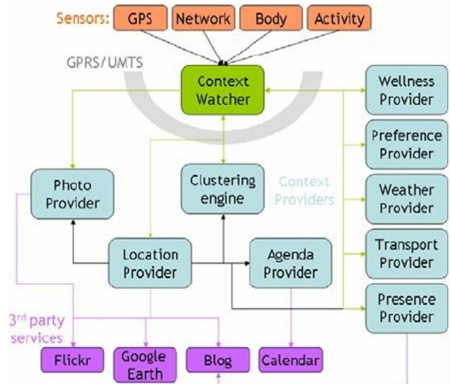 Sensors: GPS Network Body Activity
GPRS/UMTS
Context
Watcher
Wellness
Provider
Preference
Provider
Photo
Provider
Clustering
engine
Context
Providers
Weather
Provider
Location
Provider
Agenda
Provider
Transport
Provider
Presence
Provider
3rd party
services
Flickr
Google
Earth
Blog
Calendar